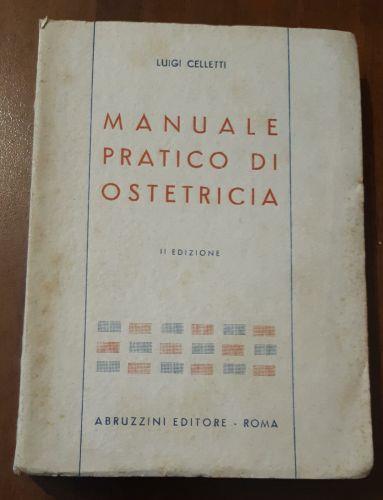 LUIGI CELLETTI
MANUALE
PRATICO DI
OSTETRICIA
II EDIZIONE
ABRUZZINI EDITORE - ROMA